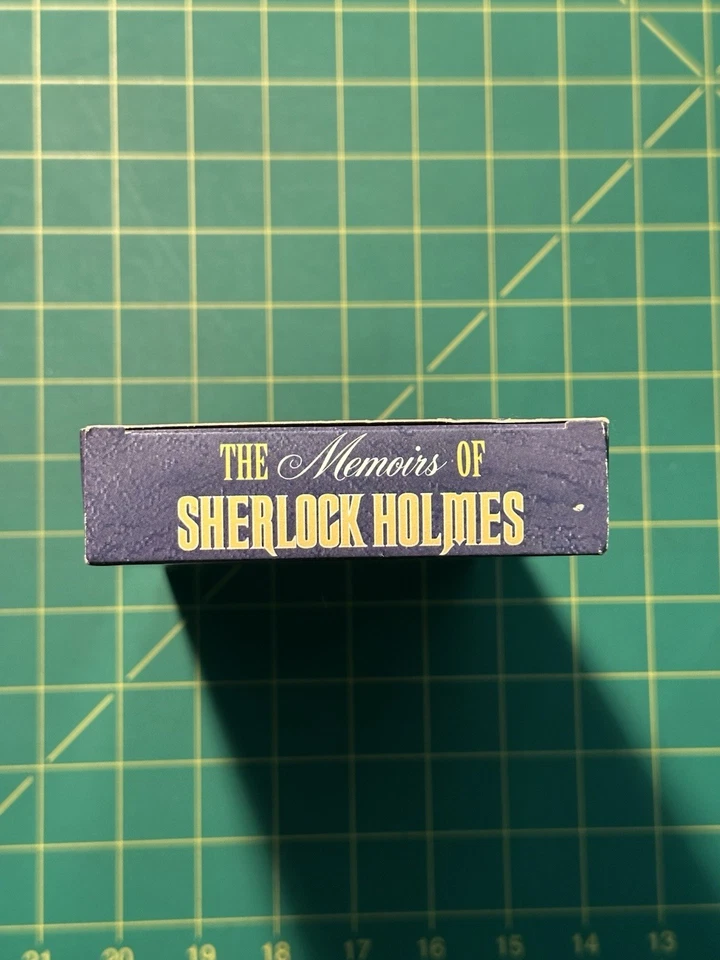 THE Memoirs OF
SHERLOCK HOLMES
21 20 19 18 17 16 15 14 13